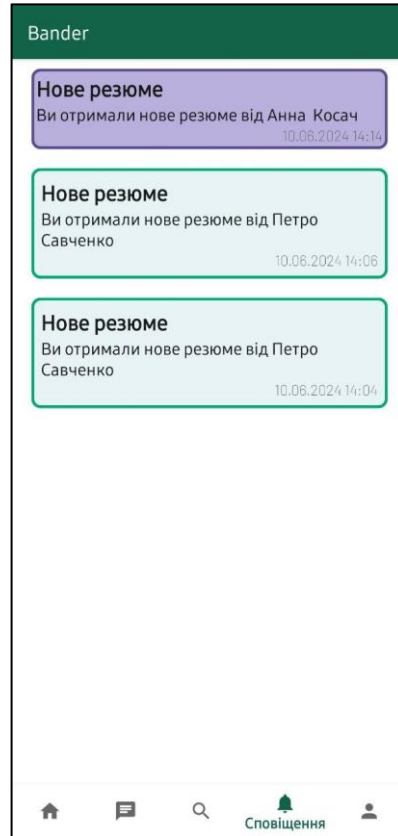 Bander
Нове резюме
Ви отримали нове резюме від Анна Косач
10.06.2024 14:14
Нове резюме
Ви отримали нове резюме від Петро
Савченко
10.06.2024 14:06
Нове резюме
Ви отримали нове резюме від Петро
Савченко
10.06.2024 14:04
Сповіщення